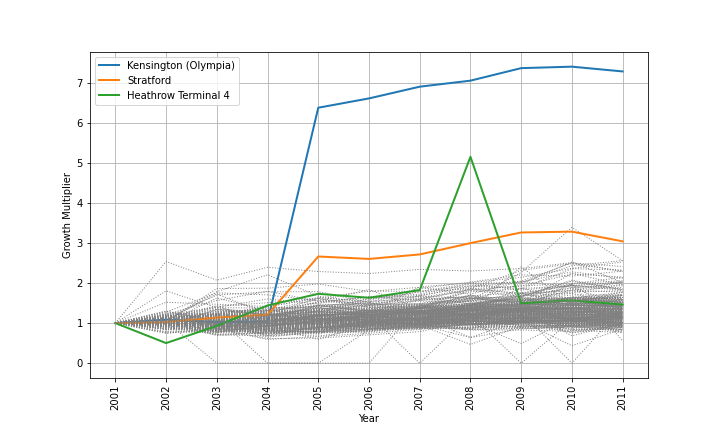 Kensington (Olympia)
Stratford
Heathrow Terminal 4
Growth Multiplier
7
6
5
4
3
2
1
0
2001 2002 2003 2004 2005 2006 2007 2008 2009 2010 2011
Year